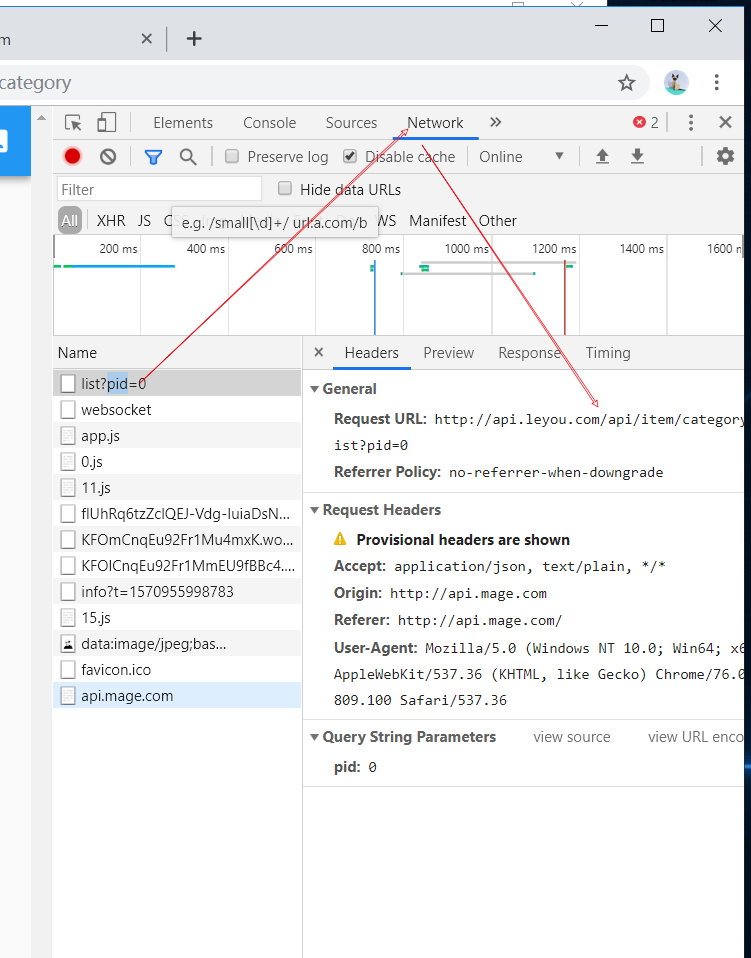 m
category
Elements Console Sources Network 2
Preserve log Disable cache Online
Filter Hide data URLs
All XHR JS WS Manifest Other
e.g. /small[\d]+/ url:a.com/b
200 ms 400 ms 600 ms 800 ms 1000 ms 1200 ms 1400 ms 1600 m
Name
list?pid=0
websocket
app.js
0.js
11.js
flUhRq6tzZclQEJ-Vdg-IuiaDsN...
KFOmCnqEu92Fr1Mu4mxK.wo...
KFOlCnqEu92Fr1MmEU9fBBc4....
info?t=1570955998783
15.js
data:image/jpeg;bas...
favicon.ico
api.mage.com
Headers Preview Response Timing
General
Request URL: http://api.leyou.com/api/item/category
ist?pid=0
Referrer Policy: no-referrer-when-downgrade
Request Headers
Provisional headers are shown
Accept: application/json, text/plain, */*
Origin: http://api.mage.com
Referer: http://api.mage.com/
User-Agent: Mozilla/5.0 (Windows NT 10.0; Win64; x6
AppleWebKit/537.36 (KHTML, like Gecko) Chrome/76.0
809.100 Safari/537.36
Query String Parameters view source view URL enco
pid: 0